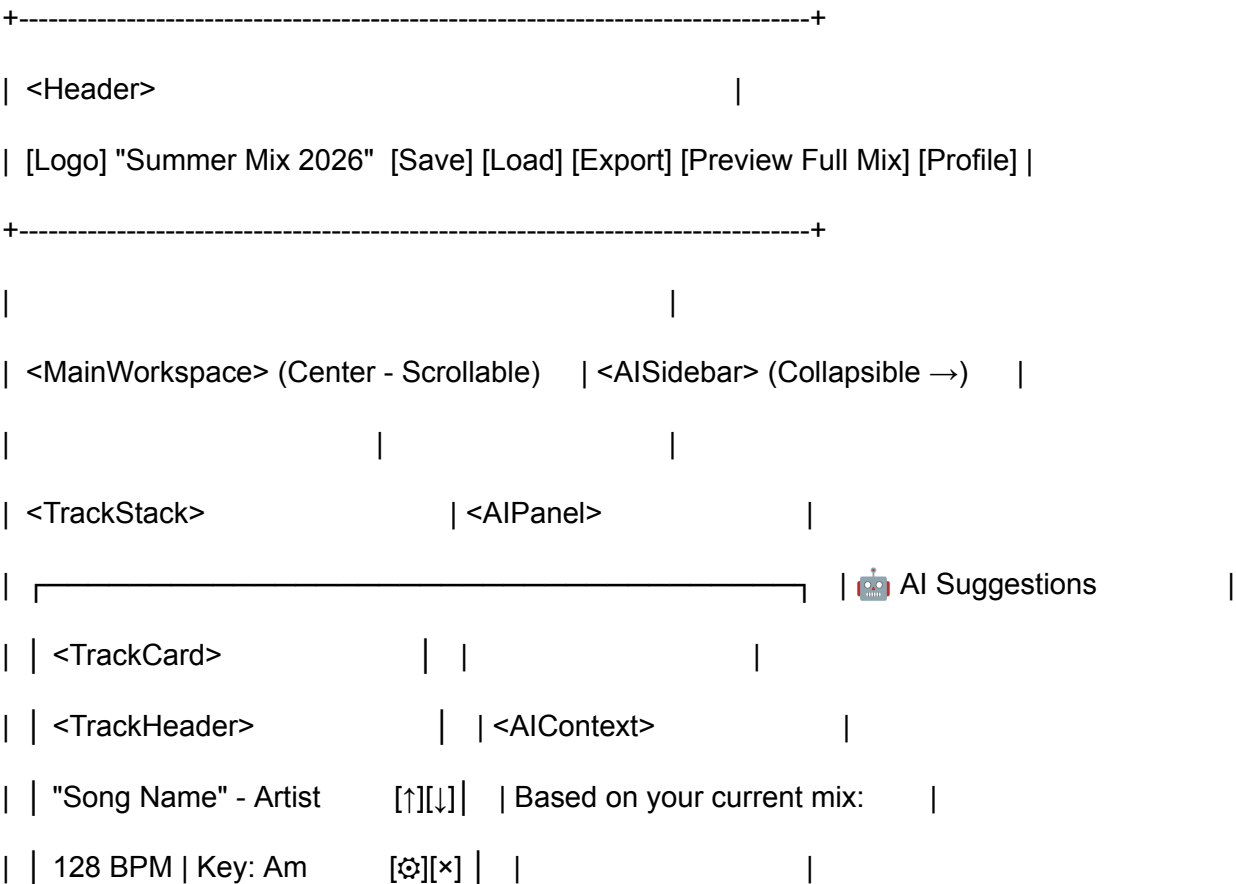 +---------------------------------------------------------------------------------+
| <Header> |
| [Logo] "Summer Mix 2026" [Save] [Load] [Export] [Preview Full Mix] [Profile] |
+---------------------------------------------------------------------------------+
| |
| <MainWorkspace> (Center - Scrollable) | <AISidebar> (Collapsible →) |
| | |
| <TrackStack> | <AIPanel> |
| ┌─────────────────────────────────────┐ | 🤖 AI Suggestions |
| │ <TrackCard> │ | |
| │ <TrackHeader> │ | <AIContext> |
| │ "Song Name" - Artist [↑][↓]│ | Based on your current mix: |
| │ 128 BPM | Key: Am [⚙][×] │ | |